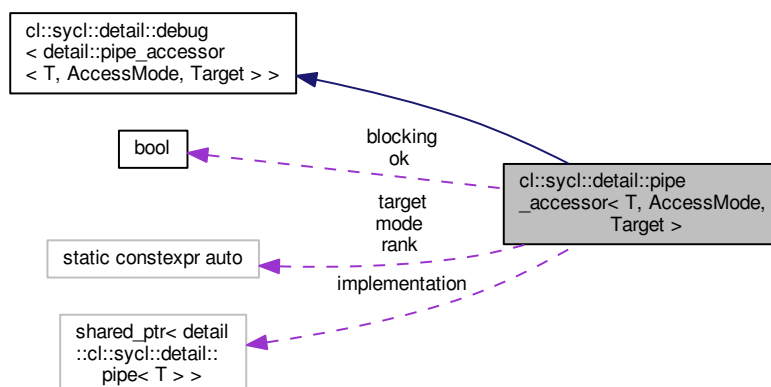 cl::sycl::detail::debug
< detail::pipe_accessor
< T, AccessMode, Target > >
blocking
ok
bool
cl::sycl::detail::pipe
_accessor< T, AccessMode,
Target >
target
mode
rank
static constexpr auto
implementation
shared_ptr< detail
::cl::sycl::detail::
pipe< T > >